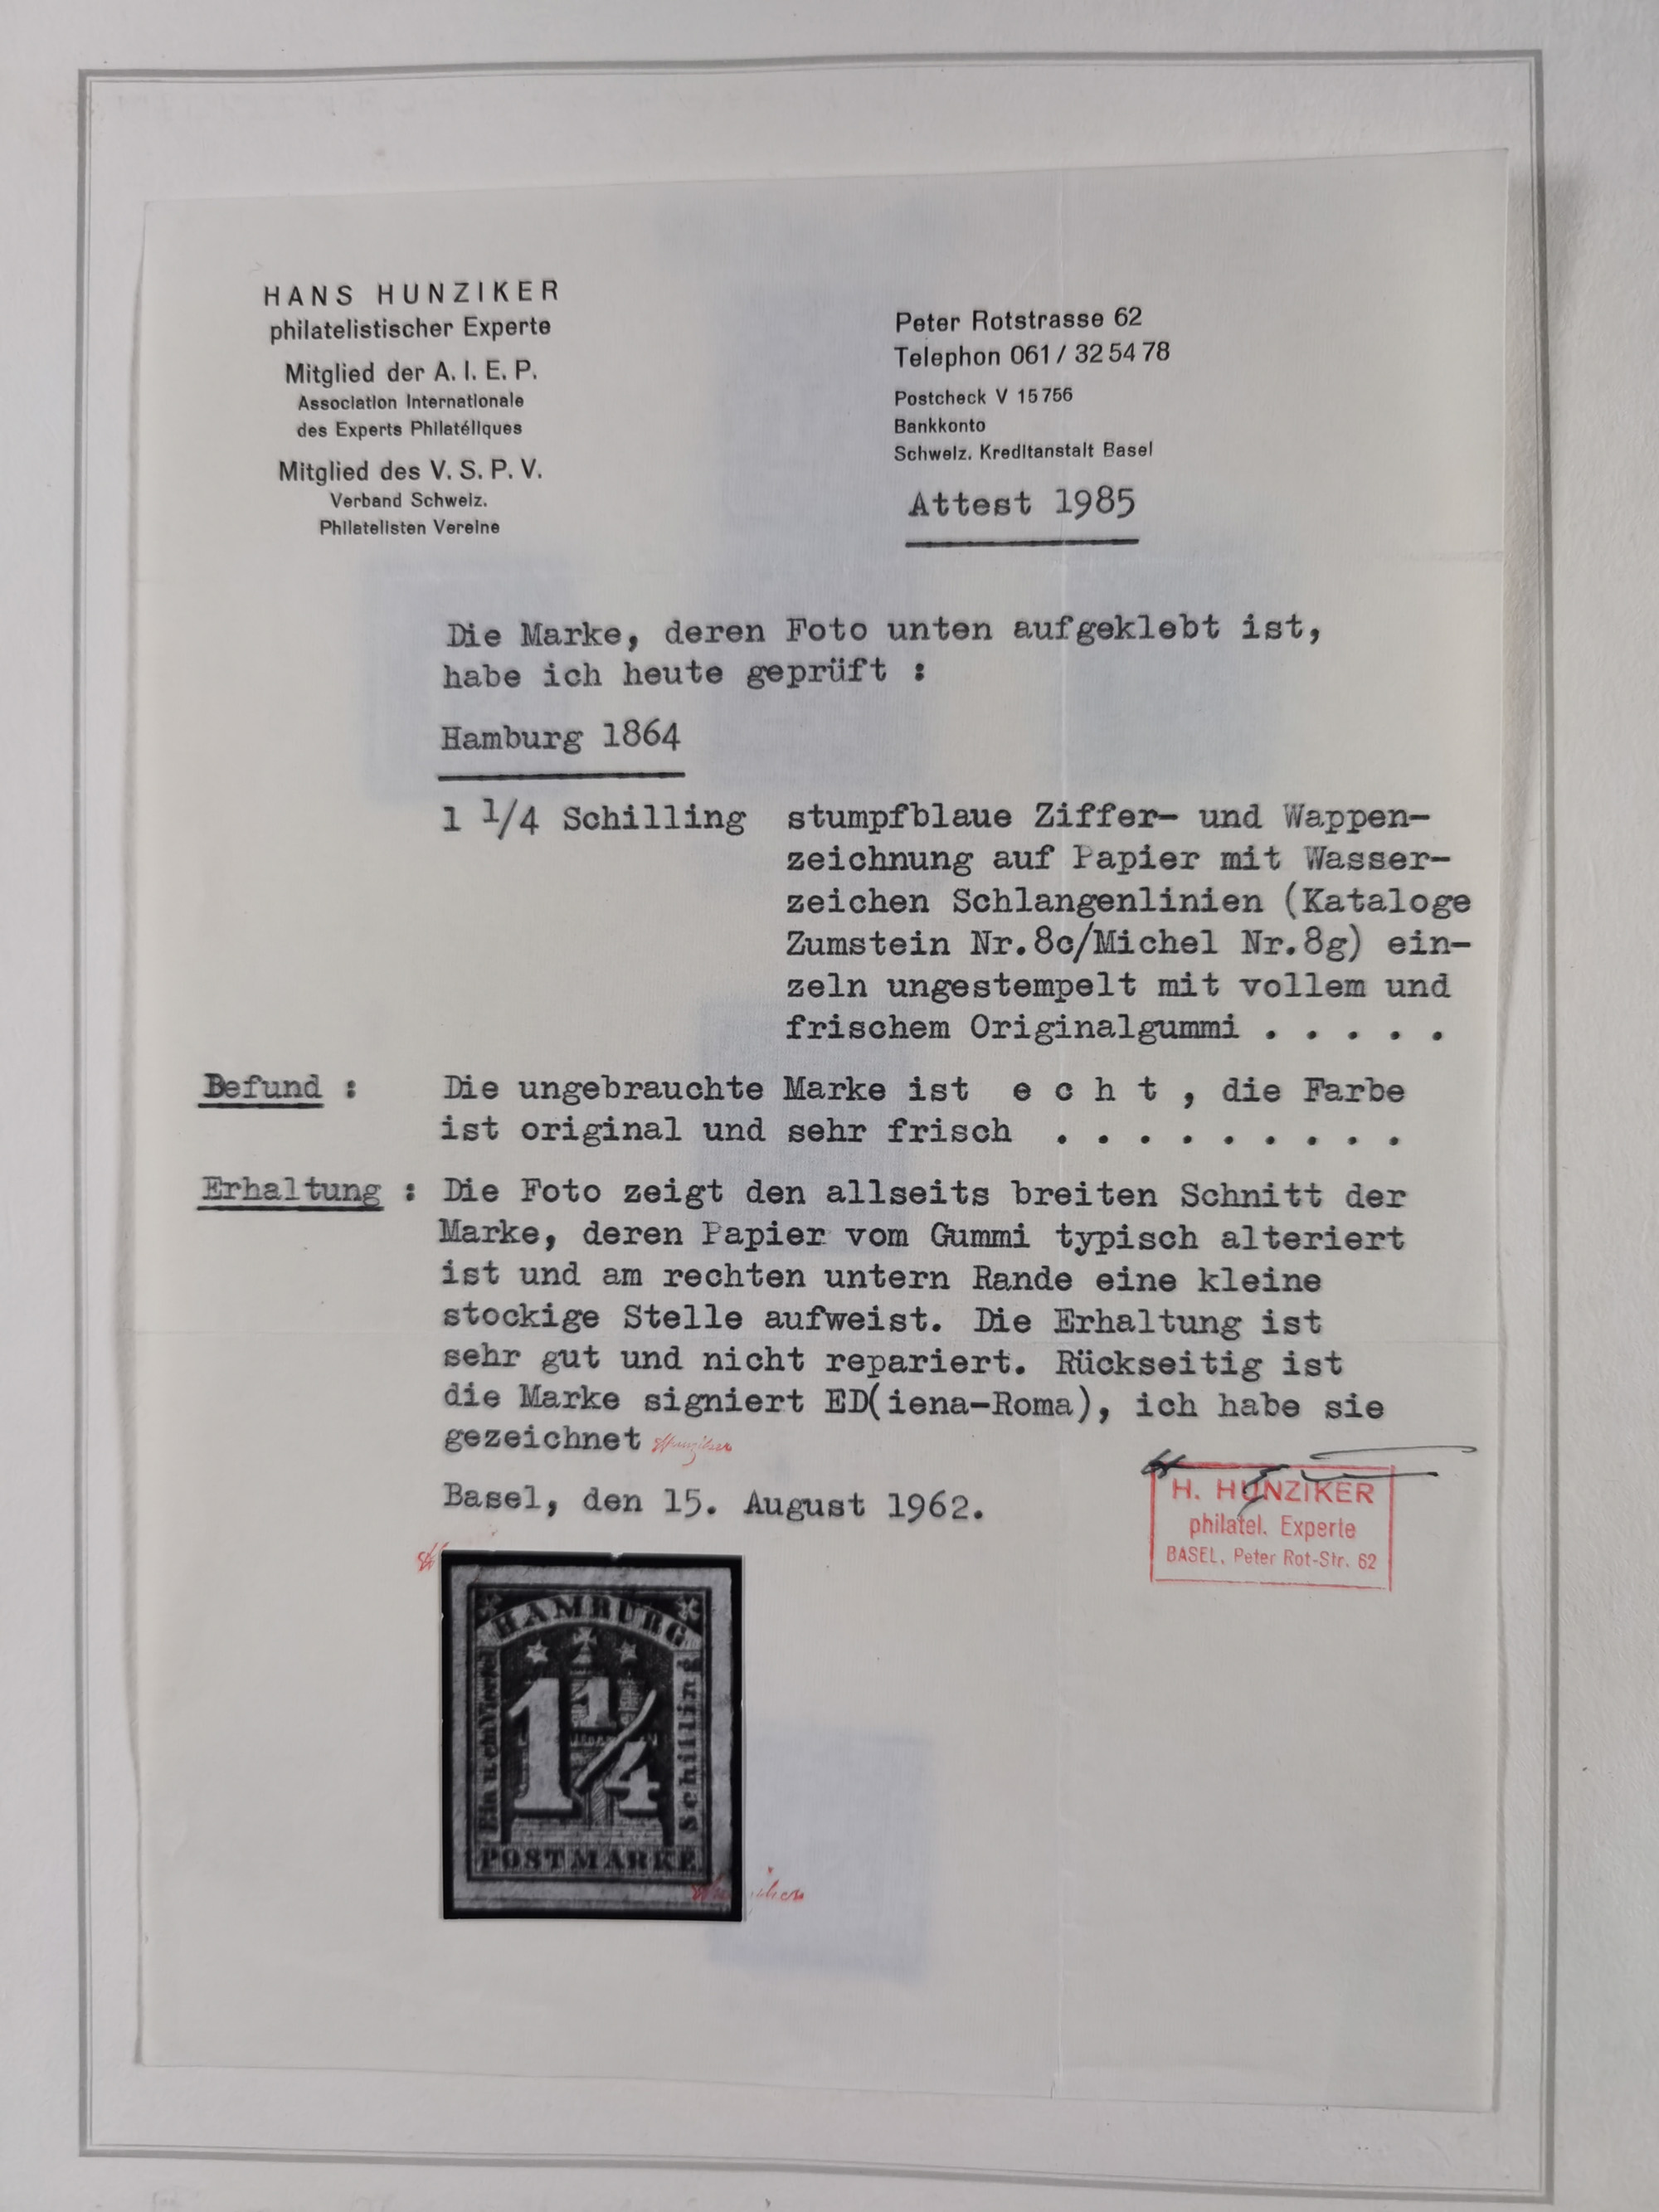 HANS HUNZIKER
philatelistischer Experte
Mitglied der A. I. E. P.
Association Internationale
des Experts Philatéliques
Mitglied des V. S. P. V.
Verband Schweiz.
Philatelisten Vereine
Peter Rotstrasse 62
Telephon 061 / 32 54 78
Postcheck V 15 756
Bankkonto
Schweiz. Kreditanstalt Basel
Attest 1985
Die Marke, deren Foto unten aufgeklebt ist,
habe ich heute geprüft :
Hamburg 1864
1 1/4 Schilling stumpfblaue Ziffer- und Wappen-
zeichnung auf Papier mit Wasser-
zeichen Schlangenlinien (Kataloge
Zumstein Nr.8c/Michel Nr.8g) ein-
zeln ungestempelt mit vollem und
frischem Originalgummi . . . . .
Befund : Die ungebrauchte Marke ist e c h t , die Farbe
ist original und sehr frisch . . . . . . . . .
Erhaltung : Die Foto zeigt den allseits breiten Schnitt der
Marke, deren Papier vom Gummi typisch alteriert
ist und am rechten untern Rande eine kleine
stockige Stelle aufweist. Die Erhaltung ist
sehr gut und nicht repariert. Rückseitig ist
die Marke signiert ED(iena-Roma), ich habe sie
gezeichnet Hunziker
Basel, den 15. August 1962.
H. HUNZIKER
philatel. Experte
BASEL, Peter Rot-Str. 62
HAMBURG
Ein u. ein Viertel
1 1/4
Schilling
POSTMARKE